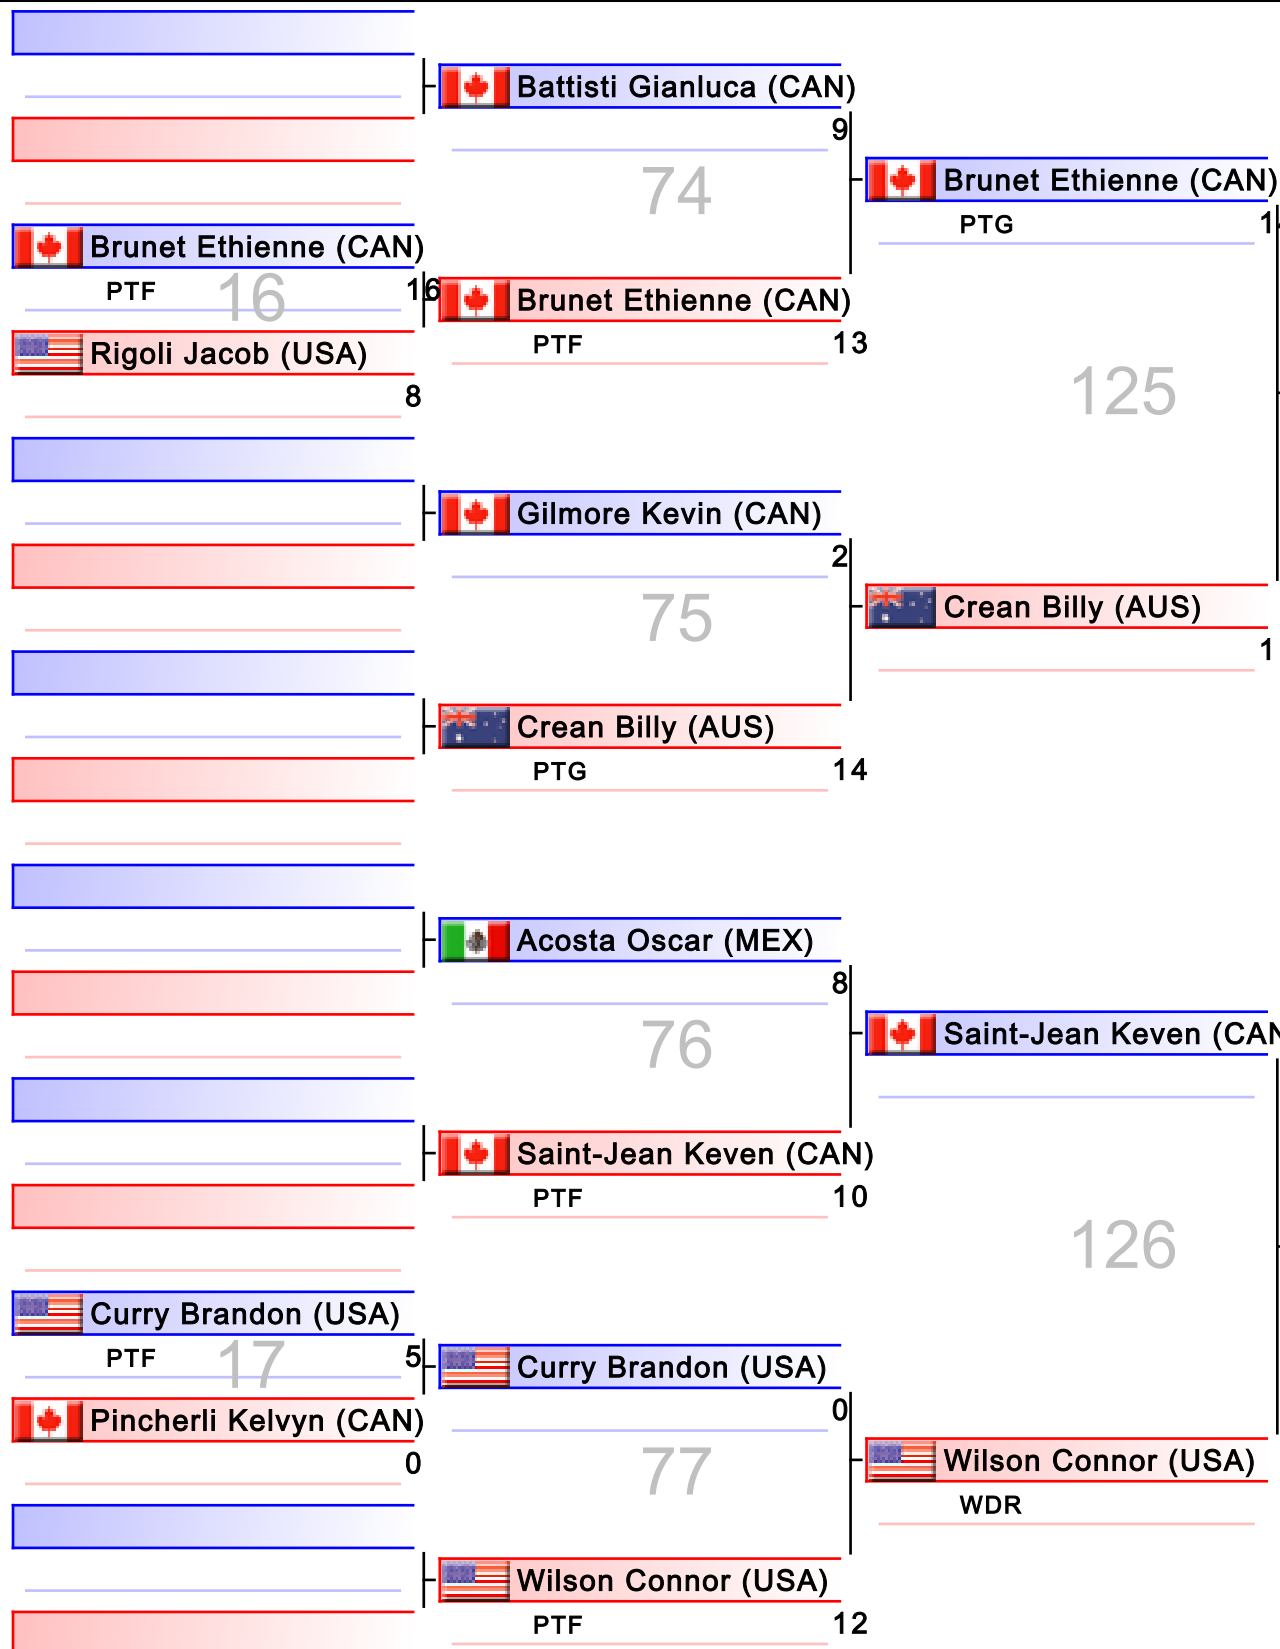 Battisti Gianluca (CAN)
9
74
Brunet Ethienne (CAN)
PTG
Brunet Ethienne (CAN)
PTF
16
16
Brunet Ethienne (CAN)
PTF
13
Rigoli Jacob (USA)
8
125
Gilmore Kevin (CAN)
2
75
Crean Billy (AUS)
1
Crean Billy (AUS)
PTG
14
Acosta Oscar (MEX)
8
76
Saint-Jean Keven (CAN
Saint-Jean Keven (CAN)
PTF
10
126
Curry Brandon (USA)
PTF
17
5
Curry Brandon (USA)
0
Pincherli Kelvyn (CAN)
0
77
Wilson Connor (USA)
WDR
Wilson Connor (USA)
PTF
12